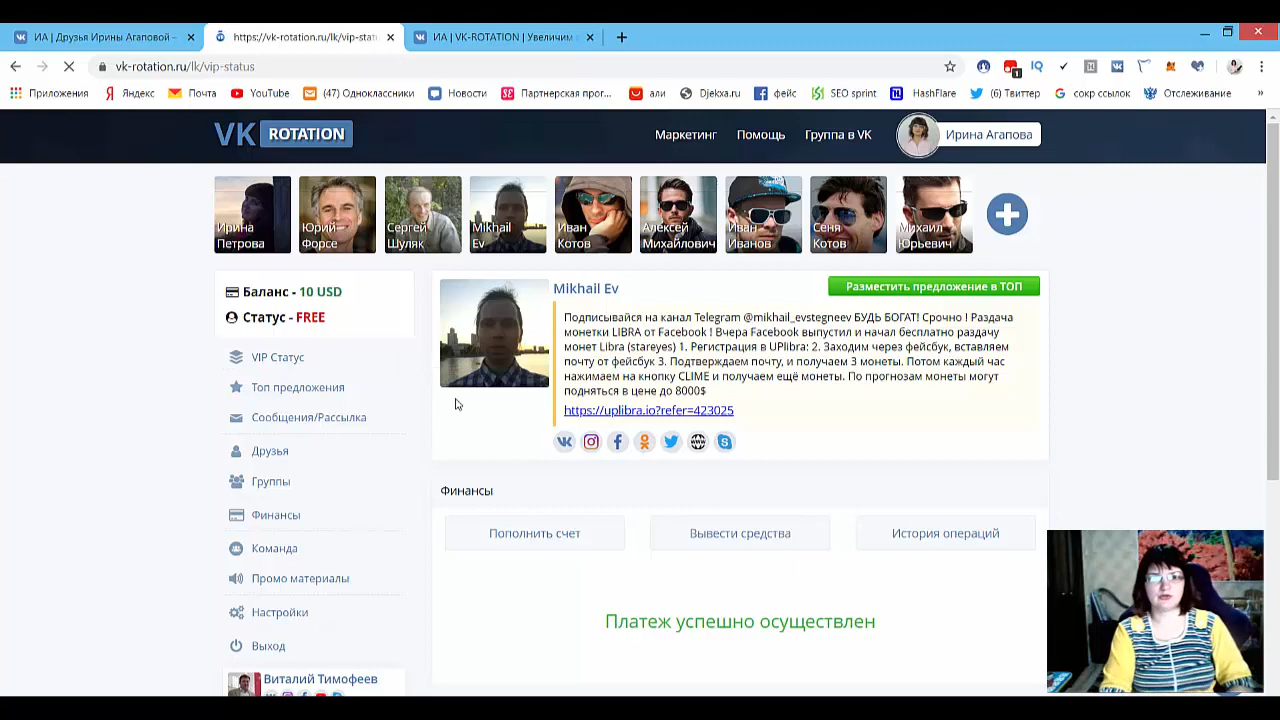 ИА | Друзья Ирины Агаповой –
https://vk-rotation.ru/lk/vip-stat
ИА | VK-ROTATION | Увеличим
vk-rotation.ru/lk/vip-status
Приложения
Яндекс
Почта
YouTube
(47) Одноклассники
Новости
Партнерская прог...
али
Djekxa.ru
фейс
SEO sprint
HashFlare
(6) Твиттер
сокр ссылок
Отслеживание
VK ROTATION
Маркетинг
Помощь
Группа в VK
Ирина Агапова
Ирина
Петрова
Юрий
Форсе
Сергей
Шуляк
Mikhail
Ev
Иван
Котов
Алексей
Михайлович
Иван
Иванов
Сеня
Котов
Михаил
Юрьевич
Баланс - 10 USD
Статус - FREE
VIP Статус
Топ предложения
Сообщения/Рассылка
Друзья
Группы
Финансы
Команда
Промо материалы
Настройки
Выход
Виталий Тимофеев
Mikhail Ev
Разместить предложение в ТОП
Подписывайся на канал Telegram @mikhail_evstegneev БУДЬ БОГАТ! Срочно ! Раздача
монетки LIBRA от Facebook ! Вчера Facebook выпустил и начал бесплатно раздачу
монет Libra (stareyes) 1. Регистрация в UPlibra: 2. Заходим через фейсбук, вставляем
почту от фейсбук 3. Подтверждаем почту, и получаем 3 монеты. Потом каждый час
нажимаем на кнопку CLIME и получаем ещё монеты. По прогнозам монеты могут
подняться в цене до 8000$
https://uplibra.io?refer=423025
Финансы
Пополнить счет
Вывести средства
История операций
Платеж успешно осуществлен